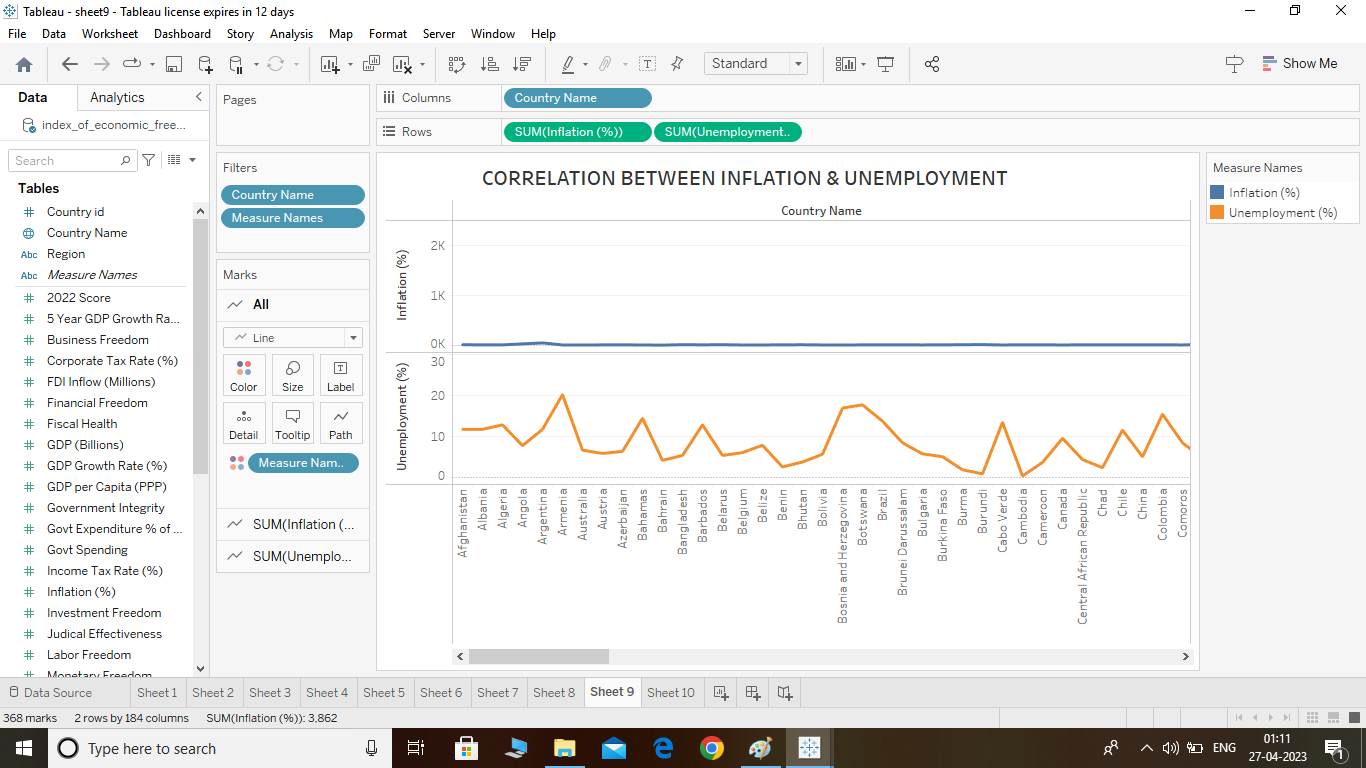 Tableau - sheet9 - Tableau license expires in 12 days
File Data Worksheet Dashboard Story Analysis Map Format Server Window Help
Standard
Show Me
Data Analytics
index_of_economic_free...
Search
Tables
Country id
Country Name
Abc Region
Abc Measure Names
2022 Score
5 Year GDP Growth Ra...
Business Freedom
Corporate Tax Rate (%)
FDI Inflow (Millions)
Financial Freedom
Fiscal Health
GDP (Billions)
GDP Growth Rate (%)
GDP per Capita (PPP)
Government Integrity
Govt Expenditure % of ...
Govt Spending
Income Tax Rate (%)
Inflation (%)
Investment Freedom
Judical Effectiveness
Labor Freedom
Monetary Freedom
Pages
Filters
Country Name
Measure Names
Marks
All
Line
Color Size Label
Detail Tooltip Path
Measure Nam..
SUM(Inflation (...
SUM(Unemplo...
Columns
Country Name
Rows
SUM(Inflation (%)) SUM(Unemployment..
CORRELATION BETWEEN INFLATION & UNEMPLOYMENT
Country Name
Inflation (%)
2K
1K
0K
Unemployment (%)
30
20
10
0
Afghanistan
Albania
Algeria
Angola
Argentina
Armenia
Australia
Austria
Azerbaijan
Bahamas
Bahrain
Bangladesh
Barbados
Belarus
Belgium
Belize
Benin
Bhutan
Bolivia
Bosnia and Herzegovina
Botswana
Brazil
Brunei Darussalam
Bulgaria
Burkina Faso
Burma
Burundi
Cabo Verde
Cambodia
Cameroon
Canada
Central African Republic
Chad
Chile
China
Colombia
Comoros
Measure Names
Inflation (%)
Unemployment (%)
Data Source Sheet 1 Sheet 2 Sheet 3 Sheet 4 Sheet 5 Sheet 6 Sheet 7 Sheet 8 Sheet 9 Sheet 10
368 marks 2 rows by 184 columns SUM(Inflation (%)): 3,862
Type here to search
ENG
01:11
27-04-2023
1